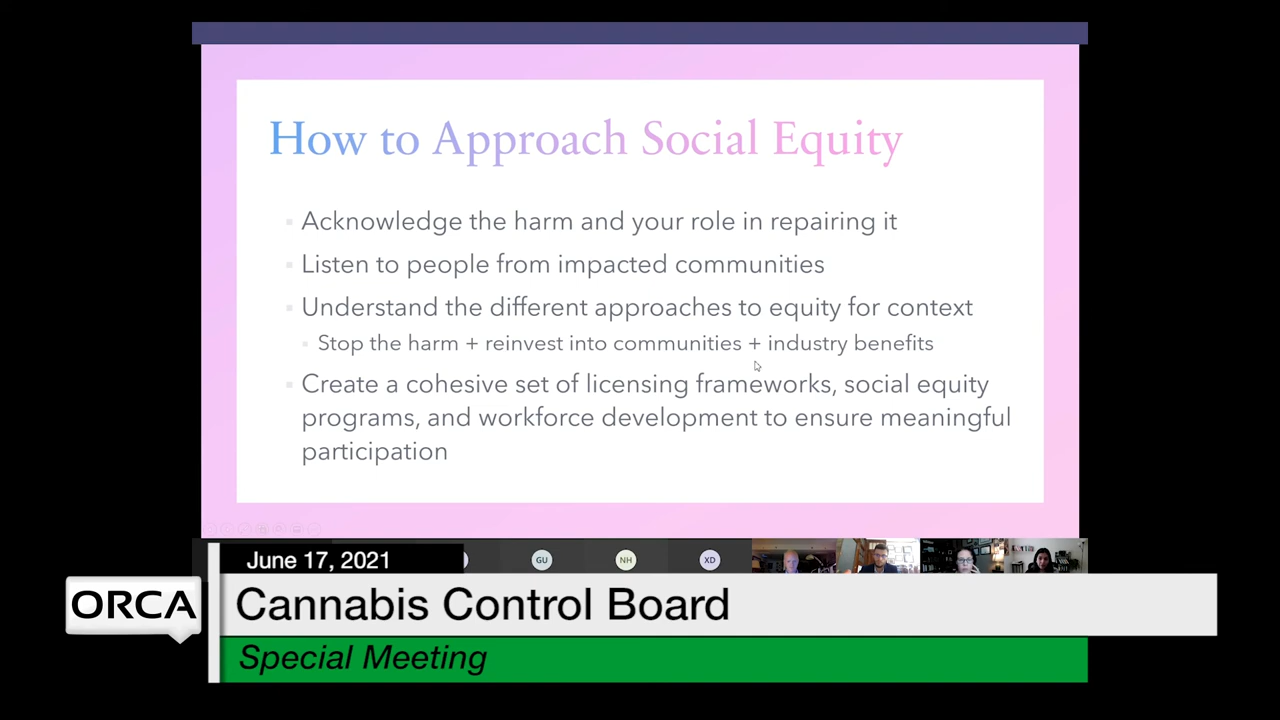 How to Approach Social Equity
Acknowledge the harm and your role in repairing it
Listen to people from impacted communities
Understand the different approaches to equity for context
Stop the harm + reinvest into communities + industry benefits
Create a cohesive set of licensing frameworks, social equity
programs, and workforce development to ensure meaningful
participation
GU
NH
XD
June 17, 2021
ORCA
Cannabis Control Board
Special Meeting